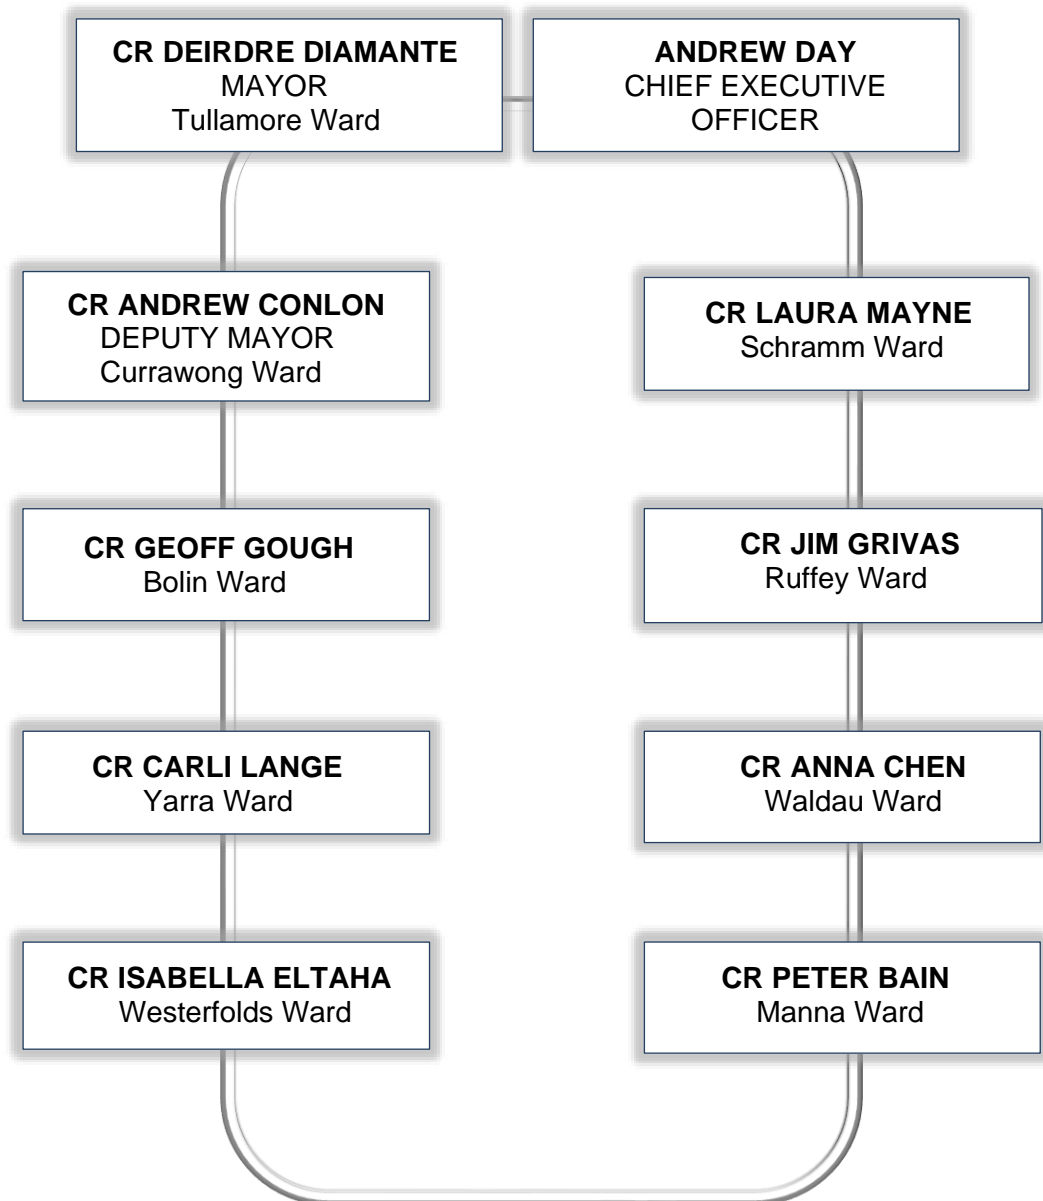 CR DEIRDRE DIAMANTE
MAYOR
Tullamore Ward
ANDREW DAY
CHIEF EXECUTIVE
OFFICER
CR ANDREW CONLON
DEPUTY MAYOR
Currawong Ward
CR LAURA MAYNE
Schramm Ward
CR GEOFF GOUGH
Bolin Ward
CR JIM GRIVAS
Ruffey Ward
CR CARLI LANGE
Yarra Ward
CR ANNA CHEN
Waldau Ward
CR ISABELLA ELTAHA
Westerfolds Ward
CR PETER BAIN
Manna Ward